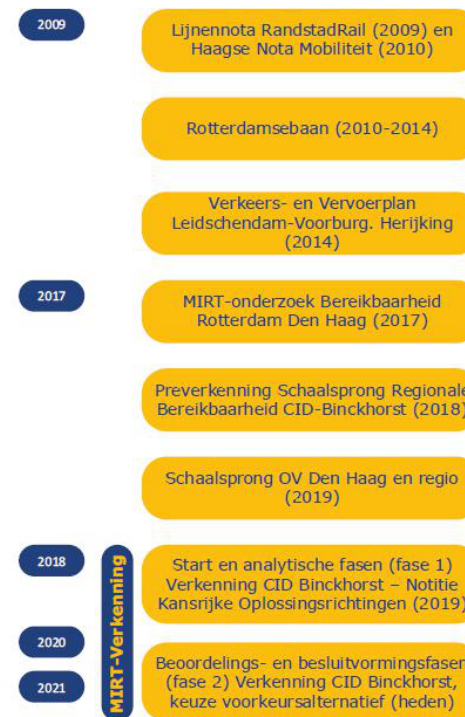 2009
Lijnennota RandstadRail (2009) en
Haagse Nota Mobiliteit (2010)
Rotterdamsebaan (2010-2014)
Verkeers- en Vervoerplan
Leidschendam-Voorburg. Herijking
(2014)
2017
MIRT-onderzoek Bereikbaarheid
Rotterdam Den Haag (2017)
Preverkenning Schaalsprong Regionale
Bereikbaarheid CID-Binckhorst (2018)
Schaalsprong OV Den Haag en regio
(2019)
2018
MIRT-Verkenning
Start en analytische fasen (fase 1)
Verkenning CID Binckhorst – Notitie
Kansrijke Oplossingsrichtingen (2019)
2020
2021
Beoordelings- en besluitvormingsfasen
(fase 2) Verkenning CID Binckhorst,
keuze voorkeursalternatief (heden)